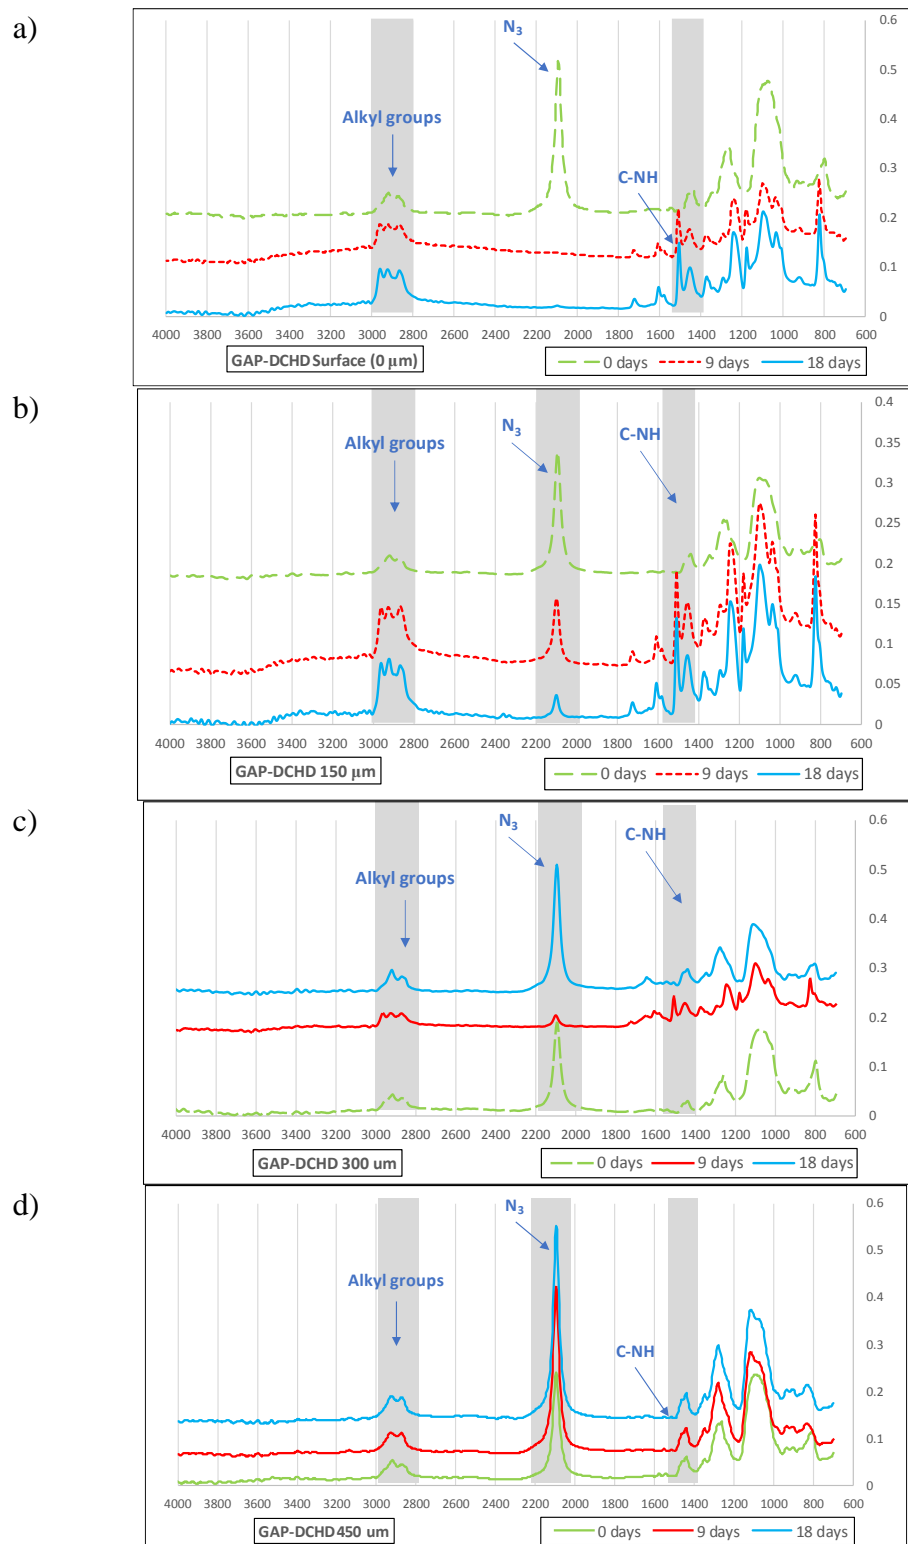 a)
0.6
N3
0.5
Alkyl groups
0.4
0.3
C-NH
0.2
0.1
0
4000 3800 3600 3400 3200 3000 2800 2600 2400 2200 2000 1800 1600 1400 1200 1000 800 600
GAP-DCHD Surface (0 µm)
0 days 9 days 18 days
b)
0.4
N3
C-NH
0.35
Alkyl groups
0.3
0.25
0.2
0.15
0.1
0.05
0
4000 3800 3600 3400 3200 3000 2800 2600 2400 2200 2000 1800 1600 1400 1200 1000 800 600
GAP-DCHD 150 µm
0 days 9 days 18 days
c)
0.6
N3
C-NH
0.5
Alkyl groups
0.4
0.3
0.2
0.1
0
4000 3800 3600 3400 3200 3000 2800 2600 2400 2200 2000 1800 1600 1400 1200 1000 800 600
GAP-DCHD 300 um
0 days 9 days 18 days
d)
0.6
N3
0.5
Alkyl groups
0.4
0.3
C-NH
0.2
0.1
0
4000 3800 3600 3400 3200 3000 2800 2600 2400 2200 2000 1800 1600 1400 1200 1000 800 600
GAP-DCHD 450 um
0 days 9 days 18 days